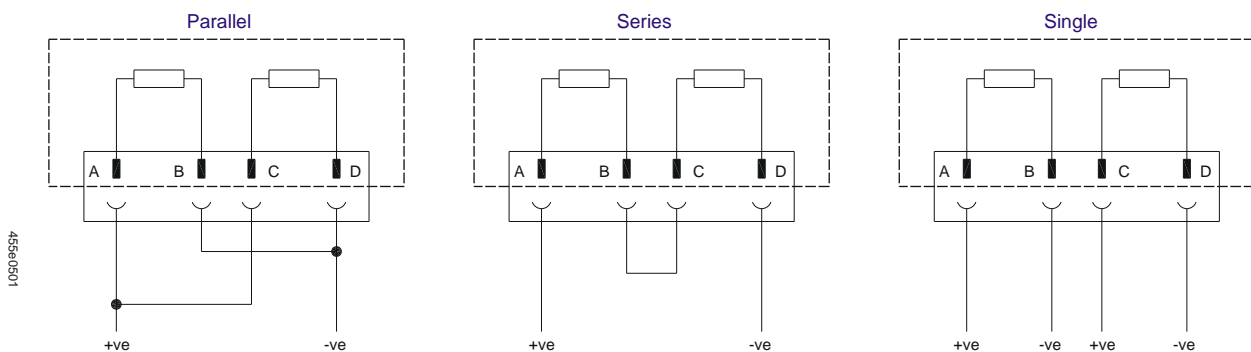 Parallel
Series
Single
A B C D
A B C D
A B C D
455e0501
+ve -ve
+ve -ve
+ve -ve +ve -ve